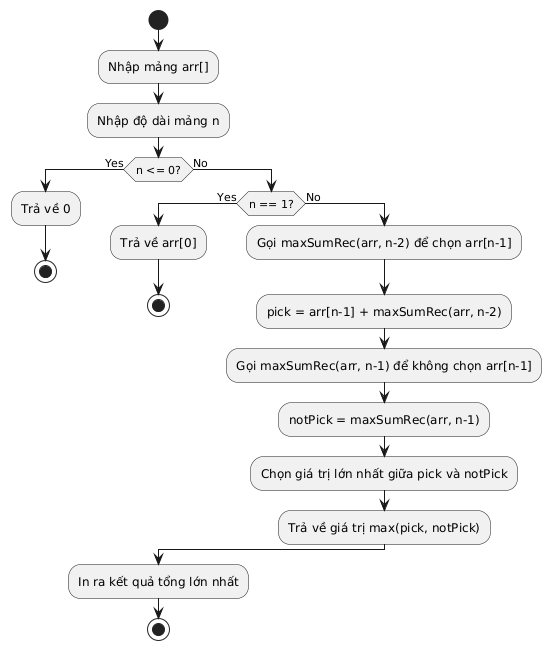 Nhập mảng arr[]
Nhập độ dài mảng n
Yes
n <= 0?
No
Trả về 0
Yes
n == 1?
No
Trả về arr[0]
Gọi maxSumRec(arr, n-2) để chọn arr[n-1]
pick = arr[n-1] + maxSumRec(arr, n-2)
Gọi maxSumRec(arr, n-1) để không chọn arr[n-1]
notPick = maxSumRec(arr, n-1)
Chọn giá trị lớn nhất giữa pick và notPick
Trả về giá trị max(pick, notPick)
In ra kết quả tổng lớn nhất